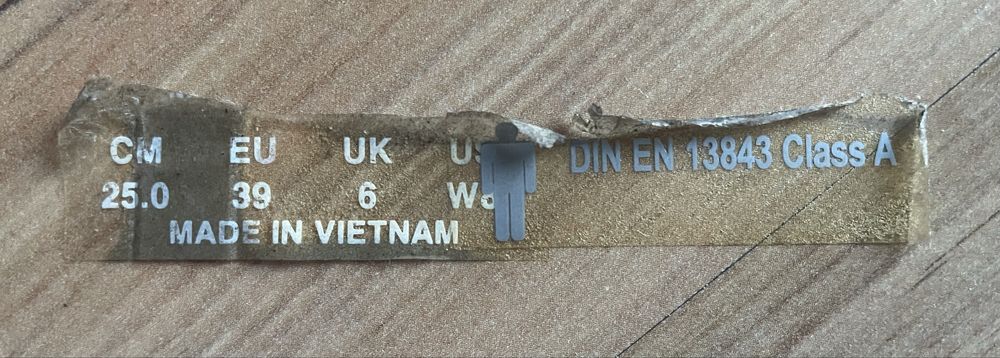 CM EU UK
25.0 39 6
MADE IN VIETNAM
DIN EN 13843 Class A